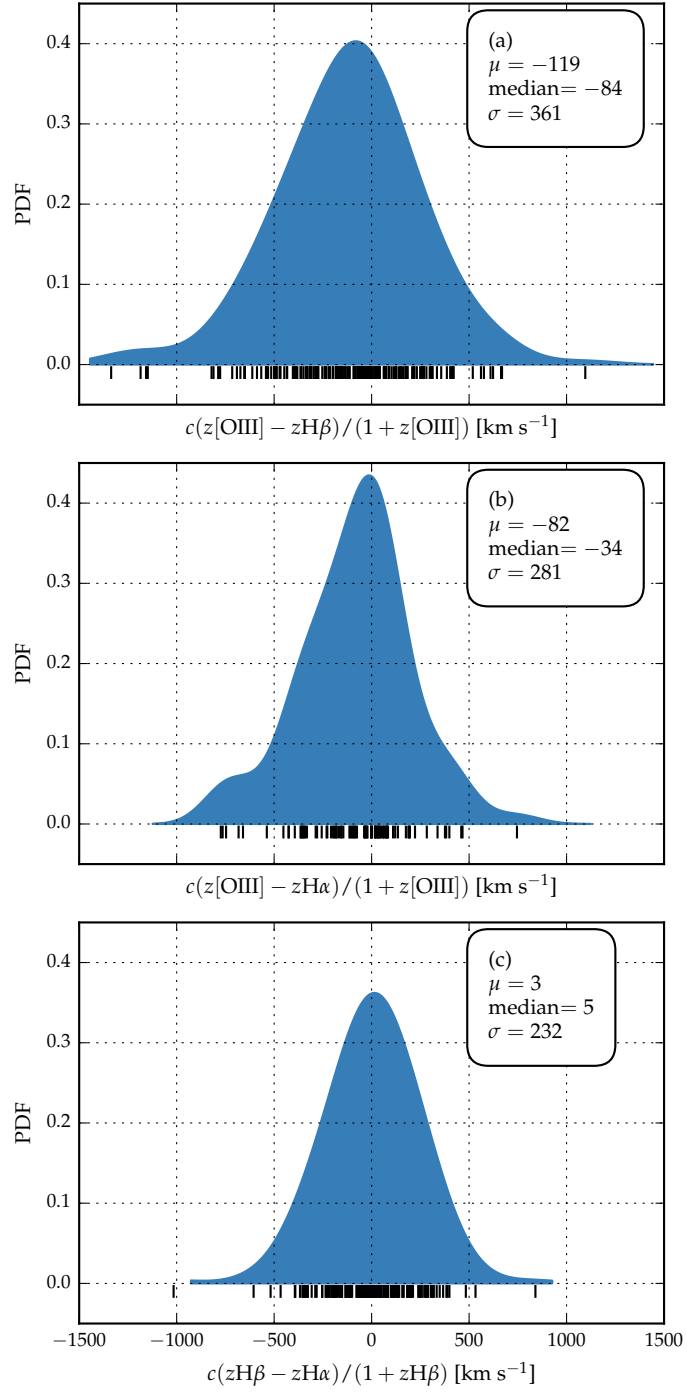 0.4
0.3
0.2
0.1
0.0
PDF
(a)
μ = −119
median= −84
σ = 361
c(z[OIII] − zHβ)/(1 + z[OIII]) [km s⁻¹]
0.4
0.3
0.2
0.1
0.0
PDF
(b)
μ = −82
median= −34
σ = 281
c(z[OIII] − zHα)/(1 + z[OIII]) [km s⁻¹]
0.4
0.3
0.2
0.1
0.0
PDF
(c)
μ = 3
median= 5
σ = 232
−1500 −1000 −500 0 500 1000 1500
c(zHβ − zHα)/(1 + zHβ) [km s⁻¹]